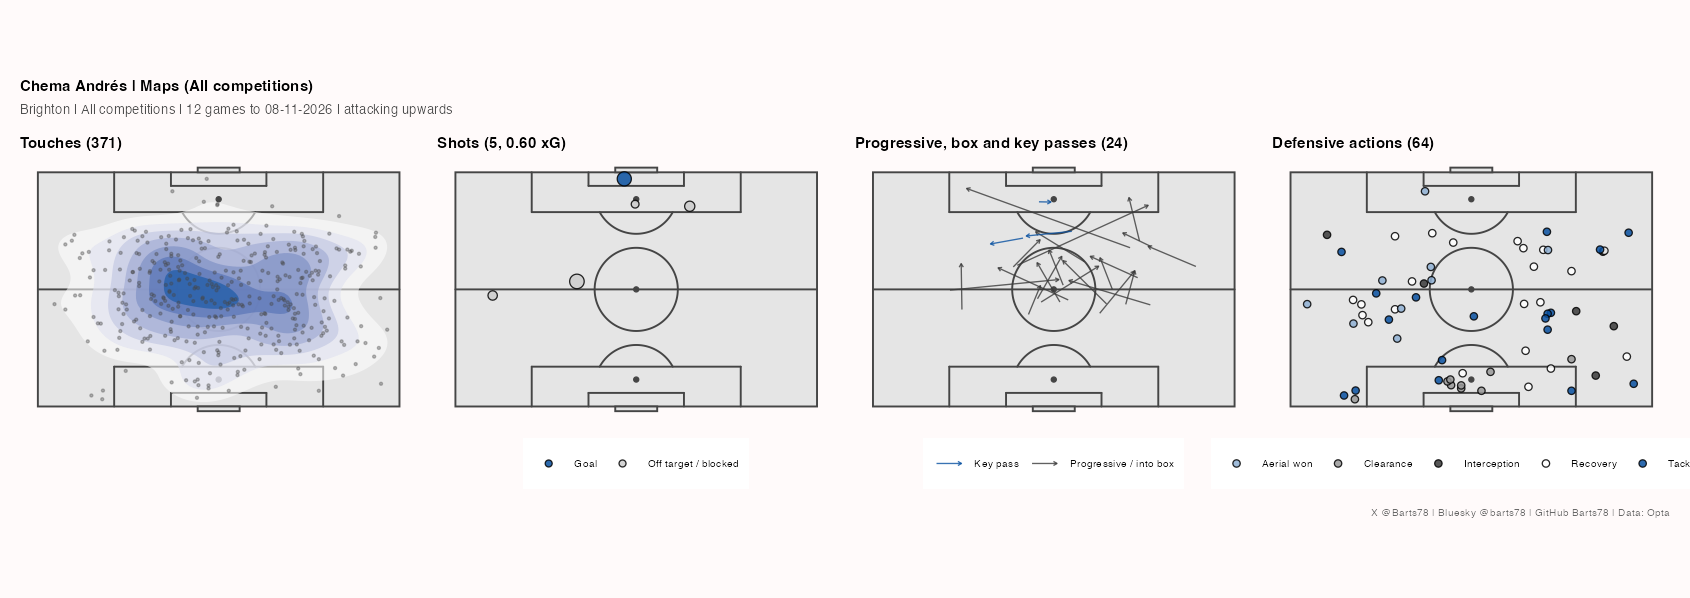 Chema Andrés | Maps (All competitions)
Brighton | All competitions | 12 games to 08-11-2026 | attacking upwards
Touches (371)
Shots (5, 0.60 xG)
Progressive, box and key passes (24)
Defensive actions (64)
Goal
Off target / blocked
Key pass
Progressive / into box
Aerial won
Clearance
Interception
Recovery
Tack
X @Barts78 | Bluesky @barts78 | GitHub Barts78 | Data: Opta